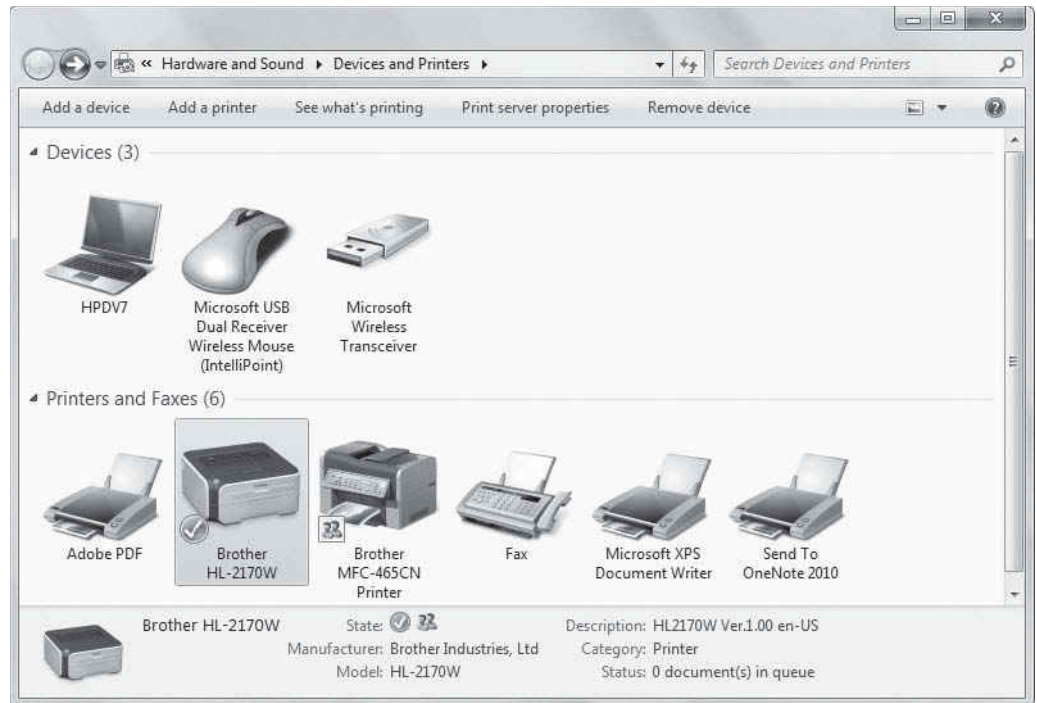 « Hardware and Sound ▸ Devices and Printers ▸
Search Devices and Printers
Add a device Add a printer See what's printing Print server properties Remove device
Devices (3)
HPDV7
Microsoft USB
Dual Receiver
Wireless Mouse
(IntelliPoint)
Microsoft
Wireless
Transceiver
Printers and Faxes (6)
Adobe PDF
Brother
HL-2170W
Brother
MFC-465CN
Printer
Fax
Microsoft XPS
Document Writer
Send To
OneNote 2010
Brother HL-2170W
State:
Manufacturer: Brother Industries, Ltd
Model: HL-2170W
Description: HL2170W Ver.1.00 en-US
Category: Printer
Status: 0 document(s) in queue